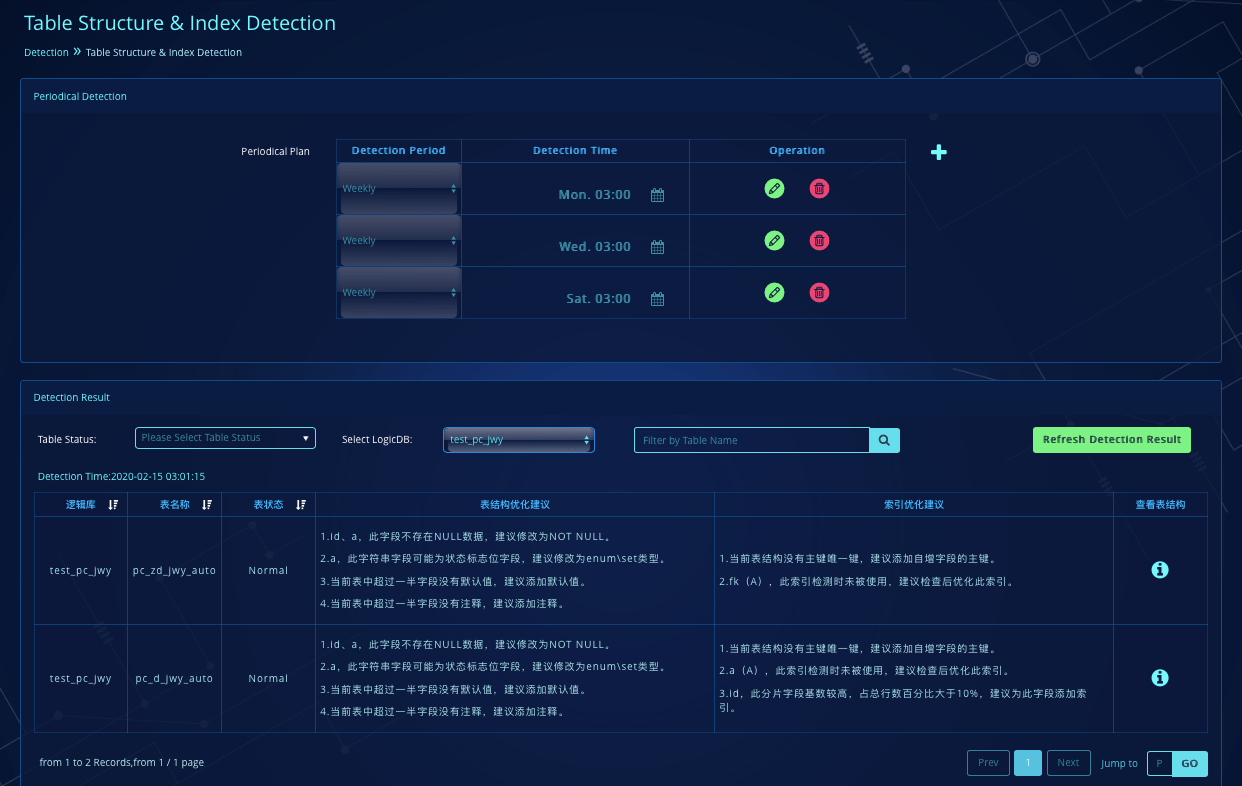 Table Structure & Index Detection
Detection » Table Structure & Index Detection
Periodical Detection
Periodical Plan
Detection Period Detection Time Operation
Weekly Mon. 03:00
Weekly Wed. 03:00
Weekly Sat. 03:00
Detection Result
Table Status: Please Select Table Status Select LogicDB: test_pc_jwy Filter by Table Name Refresh Detection Result
Detection Time:2020-02-15 03:01:15
逻辑库 表名称 表状态 表结构优化建议 索引优化建议 查看表结构
test_pc_jwy pc_zd_jwy_auto Normal
1.id、a，此字段不存在NULL数据，建议修改为NOT NULL。
2.a，此字符串字段可能为状态标志位字段，建议修改为enum\set类型。
3.当前表中超过一半字段没有默认值，建议添加默认值。
4.当前表中超过一半字段没有注释，建议添加注释。
1.当前表结构没有主键唯一键，建议添加自增字段的主键。
2.fk（A），此索引检测时未被使用，建议检查后优化此索引。
test_pc_jwy pc_d_jwy_auto Normal
1.id、a，此字段不存在NULL数据，建议修改为NOT NULL。
2.a，此字符串字段可能为状态标志位字段，建议修改为enum\set类型。
3.当前表中超过一半字段没有默认值，建议添加默认值。
4.当前表中超过一半字段没有注释，建议添加注释。
1.当前表结构没有主键唯一键，建议添加自增字段的主键。
2.a（A），此索引检测时未被使用，建议检查后优化此索引。
3.id，此分片字段基数较高，占总行数百分比大于10%，建议为此字段添加索
引。
from 1 to 2 Records,from 1 / 1 page Prev 1 Next Jump to P GO